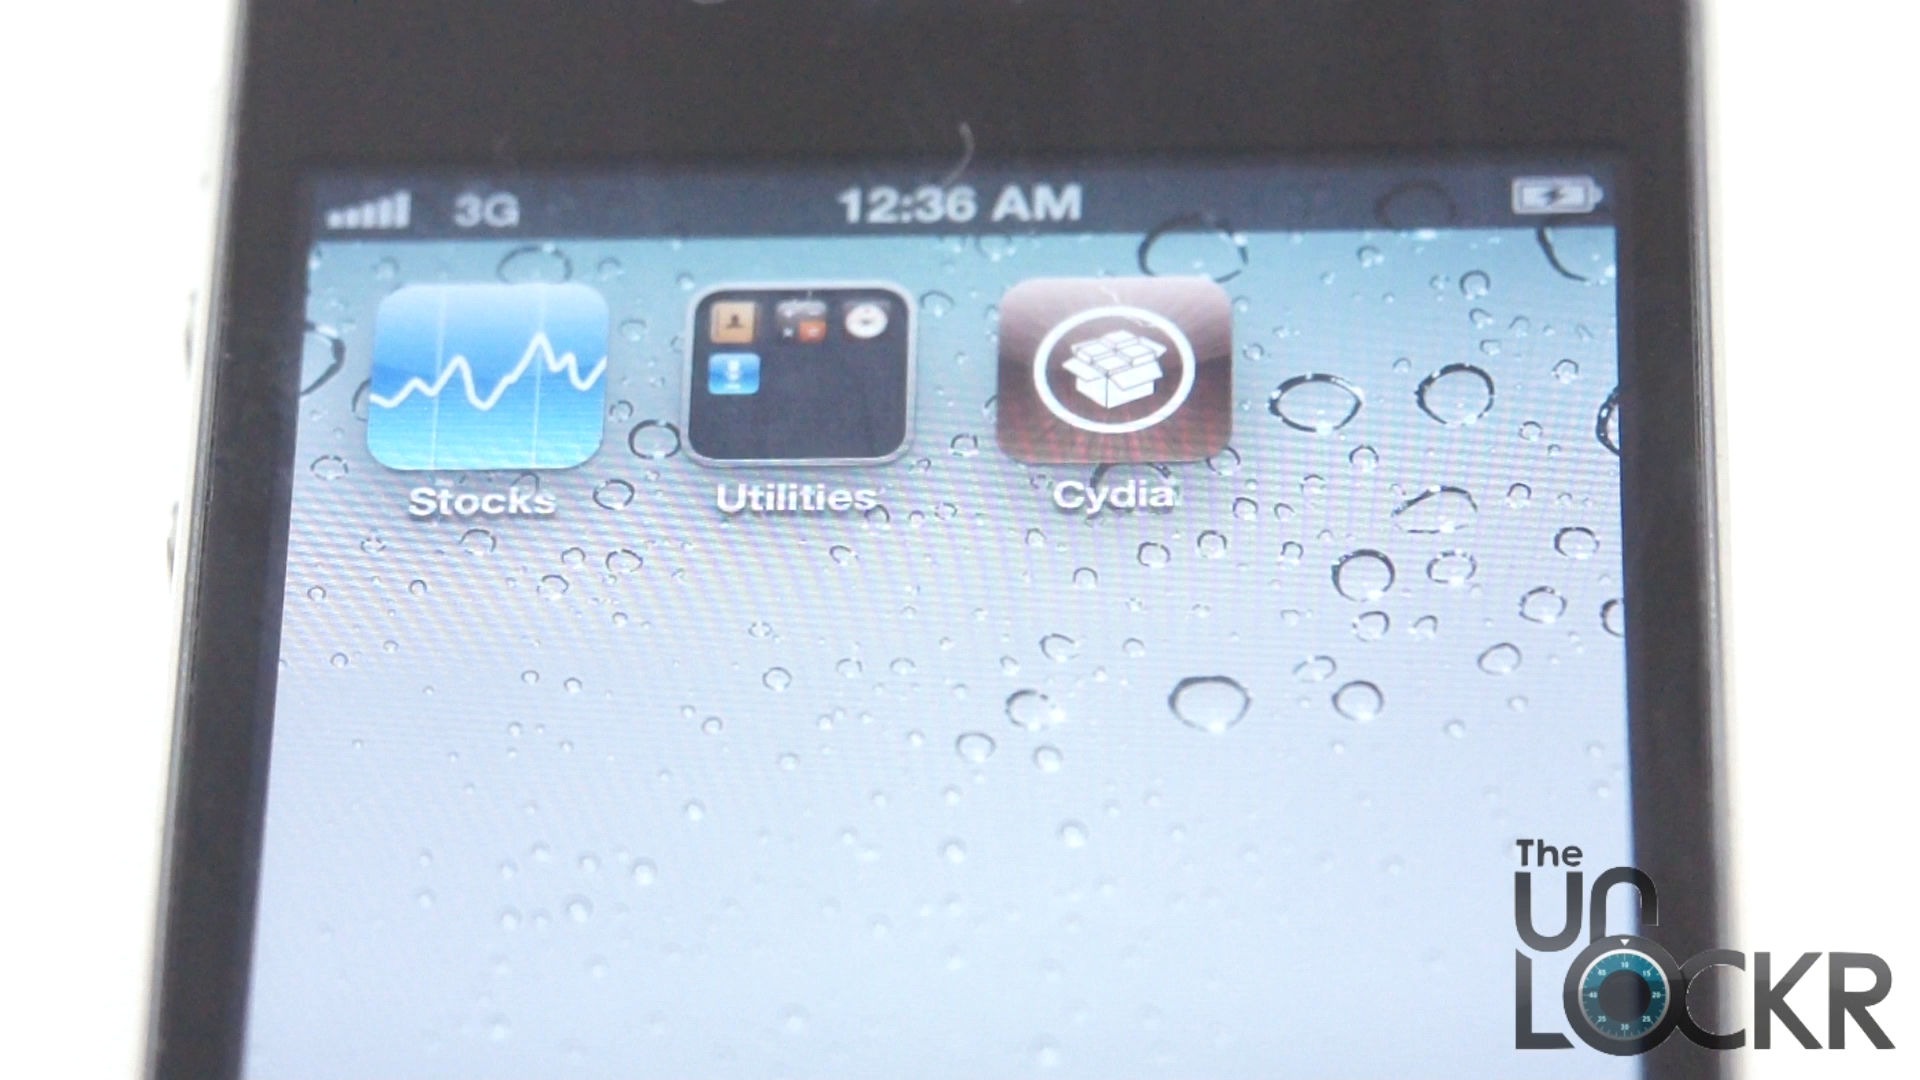 3G 12:36 AM
Stocks Utilities Cydia
The
UN
LOCKR